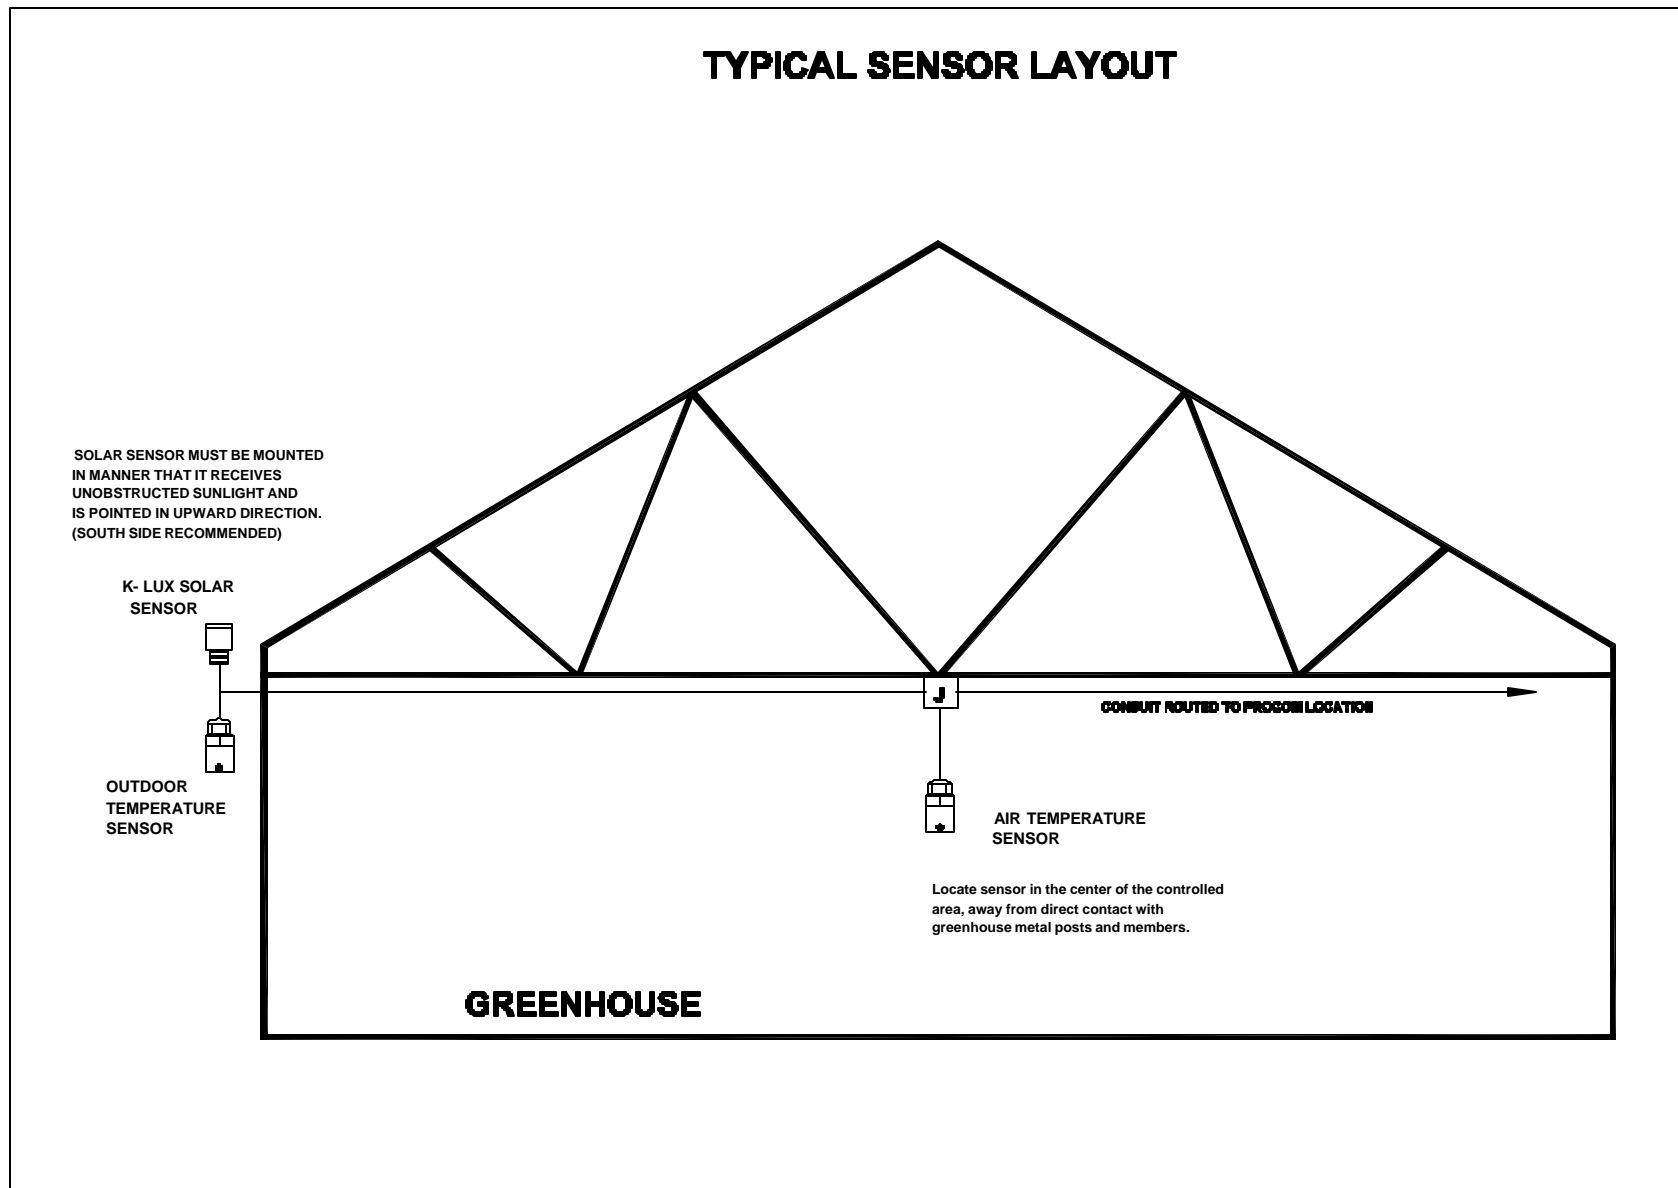 TYPICAL SENSOR LAYOUT
SOLAR SENSOR MUST BE MOUNTED
IN MANNER THAT IT RECEIVES
UNOBSTRUCTED SUNLIGHT AND
IS POINTED IN UPWARD DIRECTION.
(SOUTH SIDE RECOMMENDED)
K- LUX SOLAR
SENSOR
J
CONDUIT ROUTED TO PROCOM LOCATION
OUTDOOR
TEMPERATURE
SENSOR
AIR TEMPERATURE
SENSOR
Locate sensor in the center of the controlled
area, away from direct contact with
greenhouse metal posts and members.
GREENHOUSE